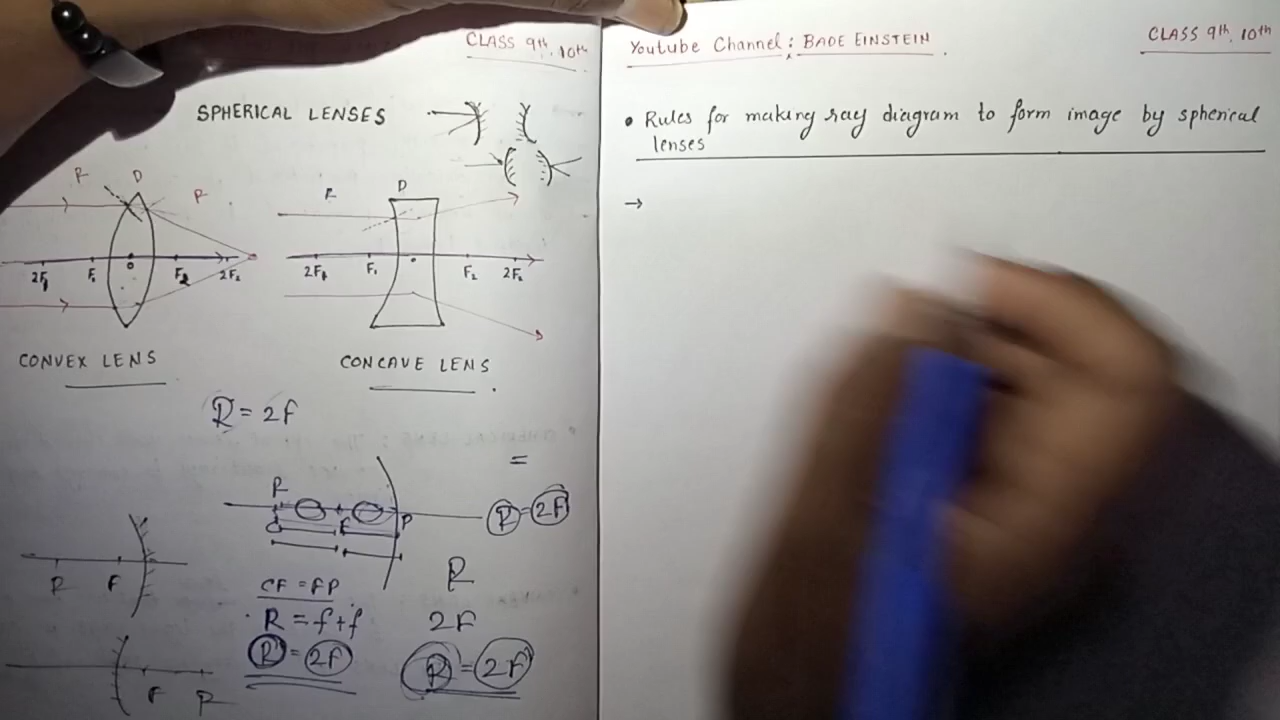 CLASS 9th, 10th
SPHERICAL LENSES
R D R
2F1 F1 O F2 2F2
CONVEX LENS
R D
2F1 F1 F2 2F2
CONCAVE LENS
R = 2F
=
R
C F P
R = 2F
R F
CF = FP
R = f + f
R = 2F
R
2F
R = 2F
F R
Youtube Channel : BADE EINSTEIN
CLASS 9th, 10th
• Rules for making ray diagram to form image by spherical
lenses
→